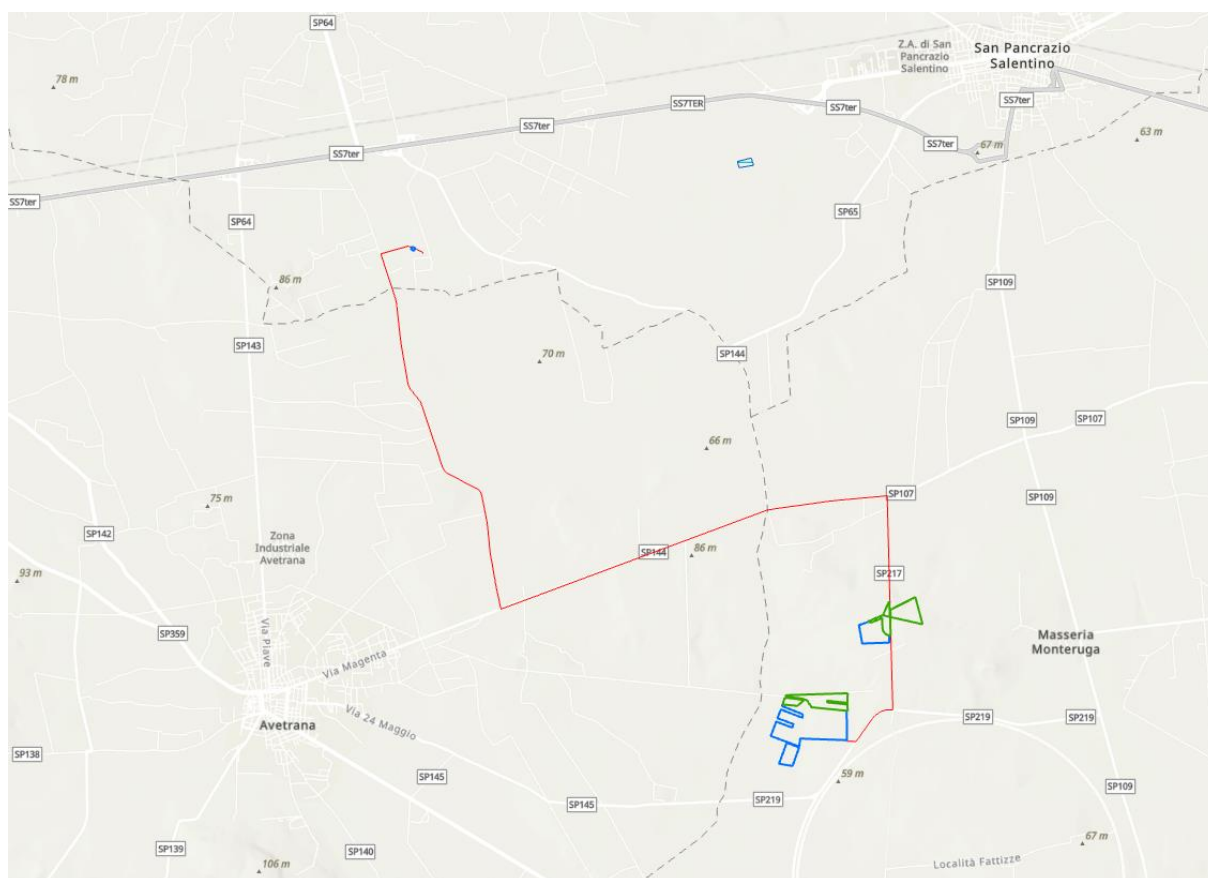 SP64
78 m
Z.A. di San
Pancrazio
Salentino
San Pancrazio
Salentino
SS7TER
SS7ter
SS7ter
SS7ter
SS7ter
SS7ter
67 m
63 m
SS7ter
SP64
SP65
86 m
SP109
SP143
70 m
SP144
SP109
SP107
66 m
75 m
SP107
SP109
SP142
Zona
Industriale
Avetrana
SP144
86 m
93 m
SP217
SP359
Via Piave
Masseria
Monteruga
Via Magenta
Avetrana
Via 24 Maggio
SP219
SP219
SP138
SP145
59 m
SP109
SP145
SP219
SP139
SP140
106 m
67 m
Località Fattizze